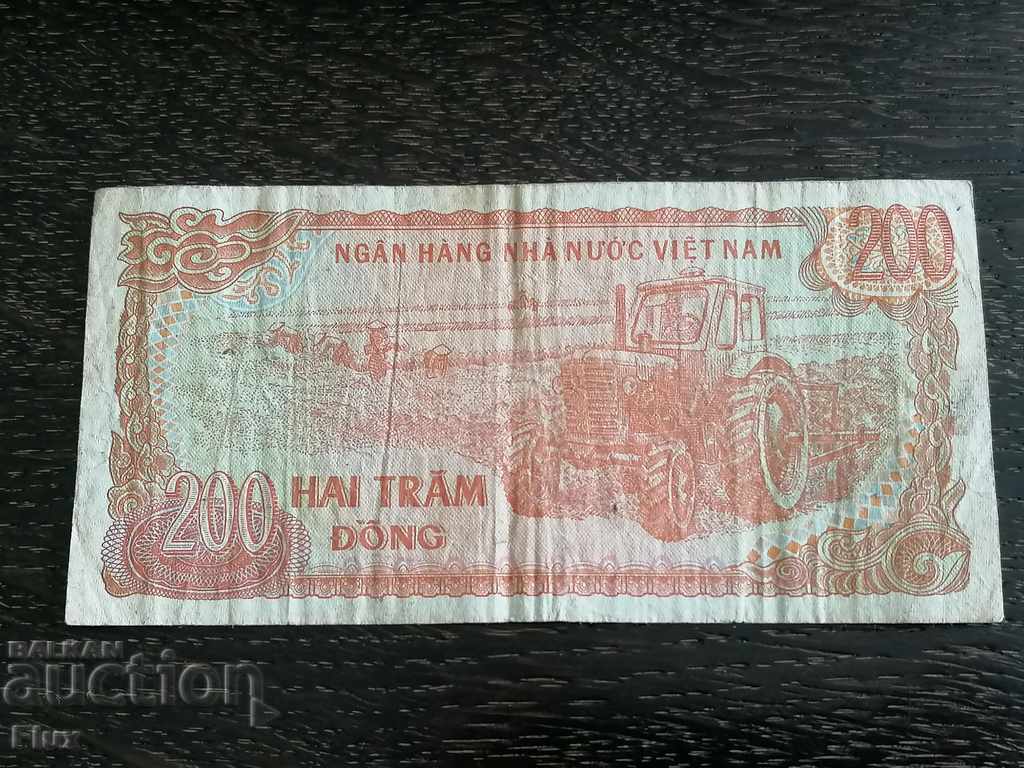 NGÂN HÀNG NHÀ NƯỚC VIỆT NAM
200
200
HAI TRĂM
ĐỒNG
BALKAN
auction
Flux